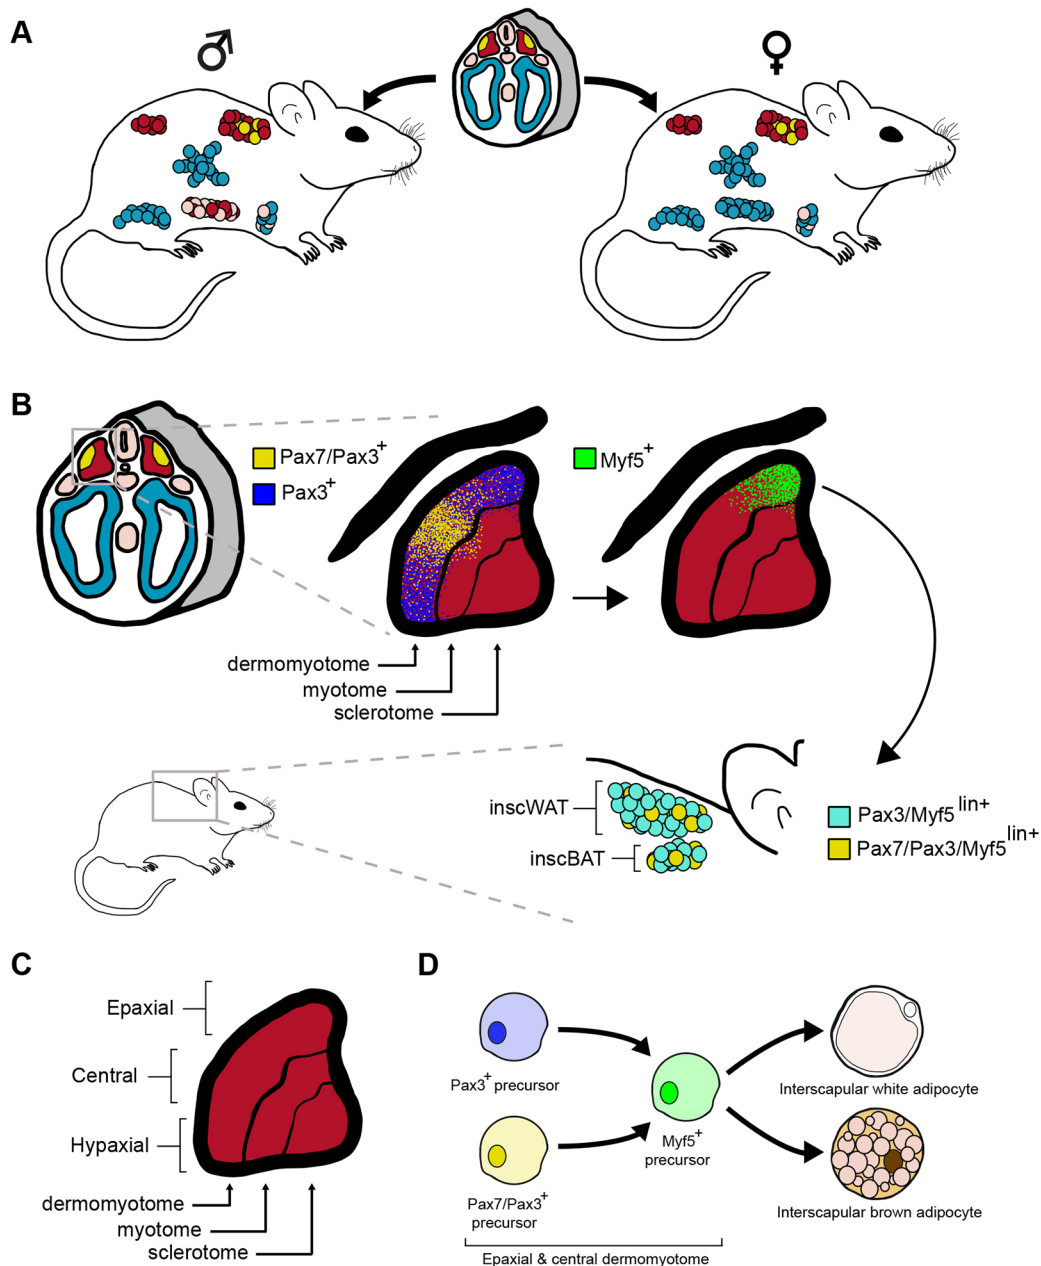 A
♂
♀
B
Pax7/Pax3+
Pax3+
Myf5+
dermomyotome
myotome
sclerotome
inscWAT
inscBAT
Pax3/Myf5lin+
Pax7/Pax3/Myf5lin+
C
Epaxial
Central
Hypaxial
dermomyotome
myotome
sclerotome
D
Pax3+ precursor
Pax7/Pax3+
precursor
Myf5+
precursor
Interscapular white adipocyte
Interscapular brown adipocyte
Epaxial & central dermomyotome